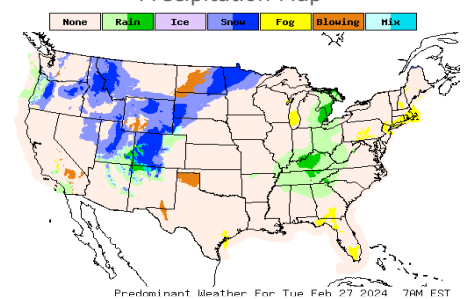 Precipitation Map
None Rain Ice Snow Fog Blowing Mix
Predominant Weather For Tue Feb 27 2024 7AM EST